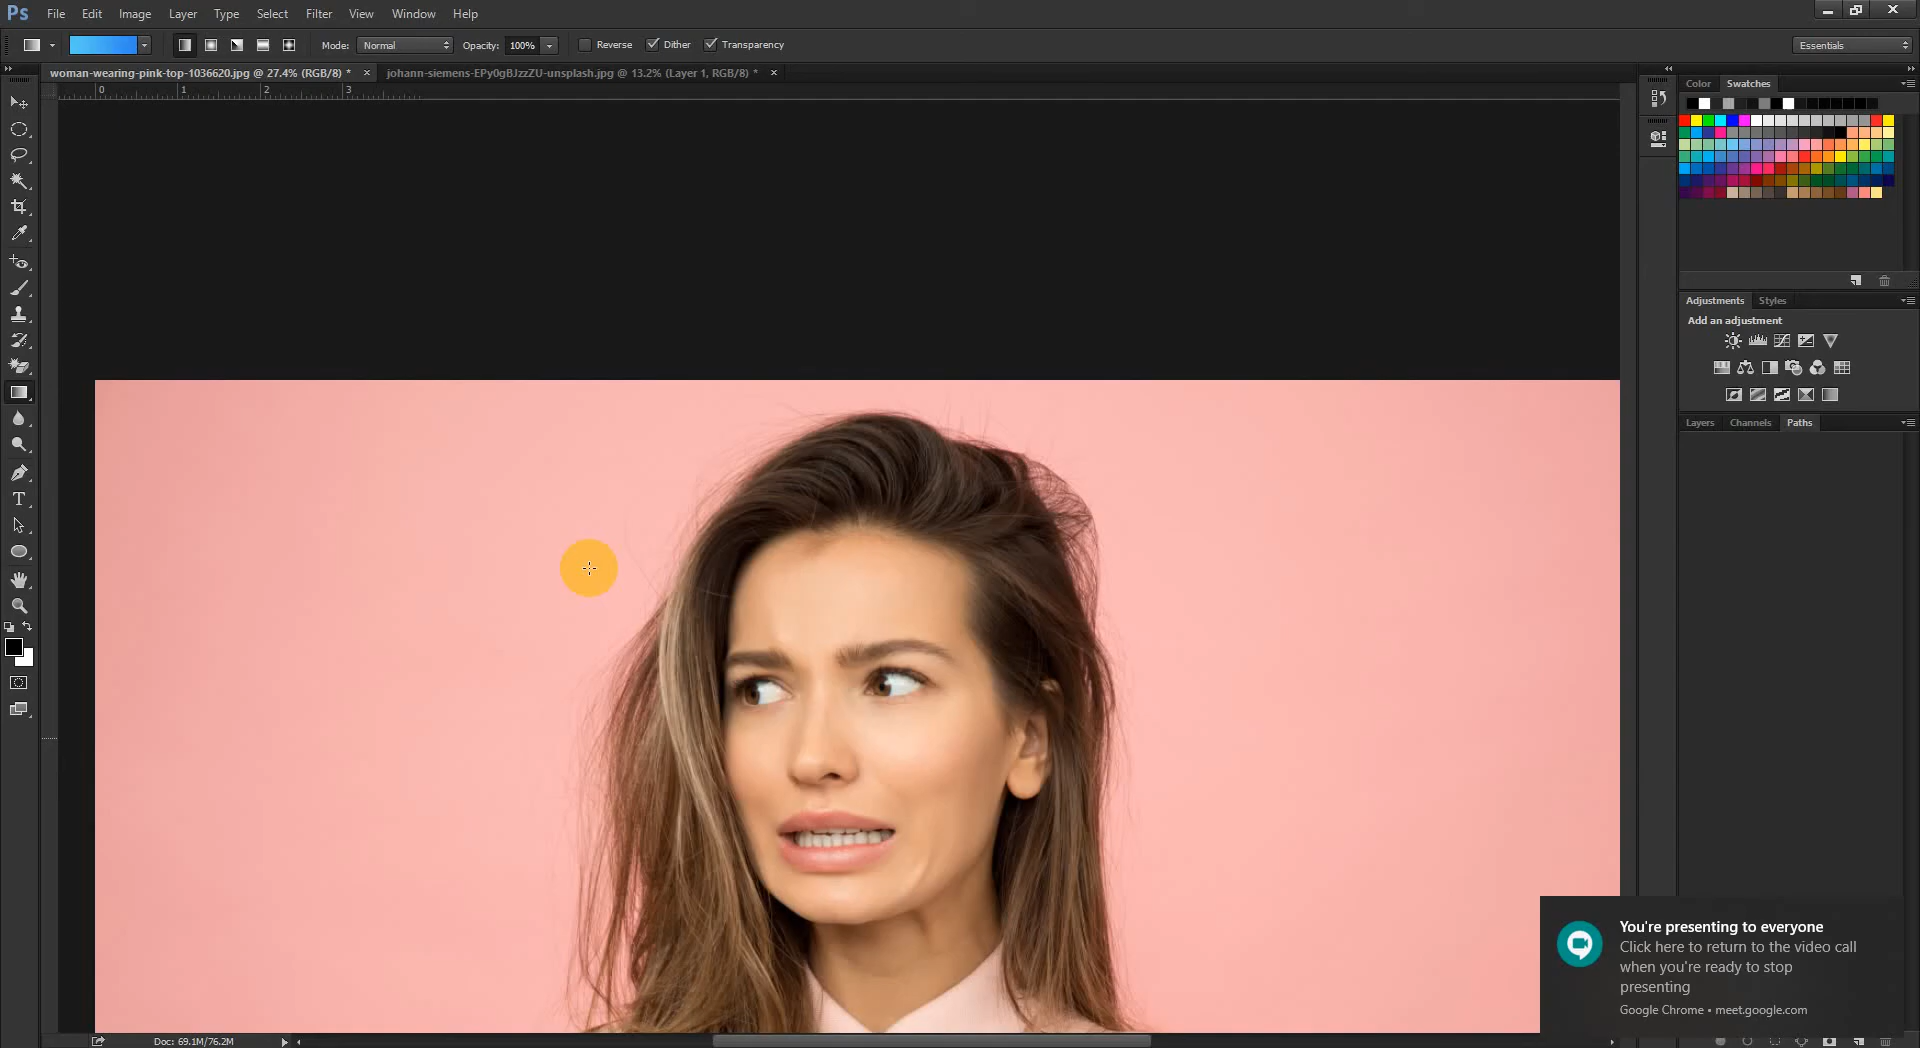 Ps File Edit Image Layer Type Select Filter View Window Help
Mode: Normal Opacity: 100% Reverse Dither Transparency Essentials
woman-wearing-pink-top-1036620.jpg @ 27.4% (RGB/8) * × johann-siemens-EPy0gBJzzZU-unsplash.jpg @ 13.2% (Layer 1, RGB/8) * ×
0 1 2 3
Color Swatches
Adjustments Styles
Add an adjustment
Layers Channels Paths
T
You're presenting to everyone
Click here to return to the video call
when you're ready to stop
presenting
Google Chrome • meet.google.com
Doc: 69.1M/76.2M